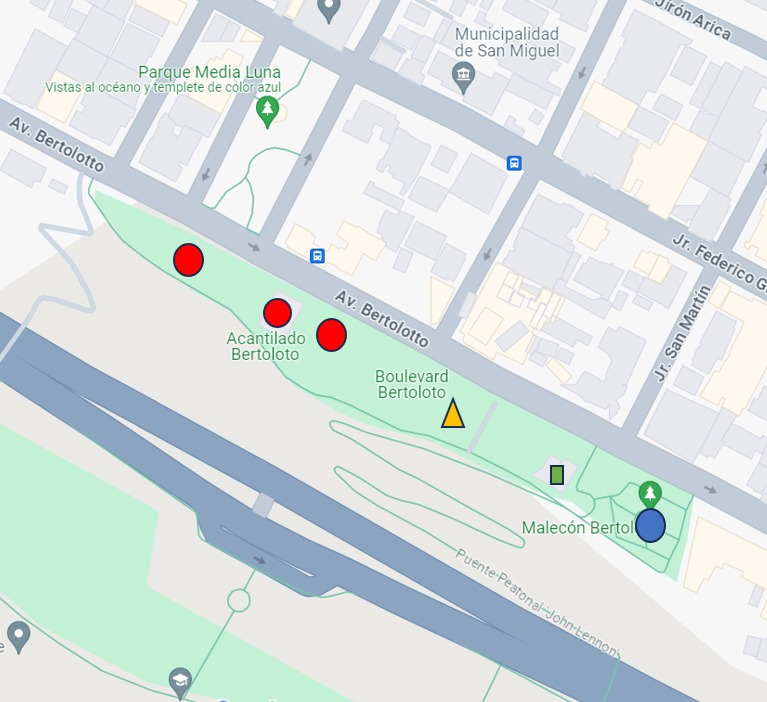 Jirón Arica
Municipalidad
de San Miguel
Parque Media Luna
Vistas al océano y templete de color azul
Av. Bertolotto
Jr. Federico G
Jr. San Martín
Av. Bertolotto
Acantilado
Bertoloto
Boulevard
Bertoloto
Malecón Bertol
Puente Peatonal John Lennon